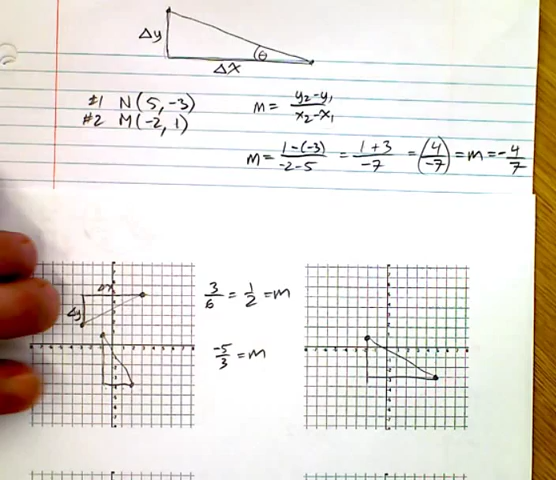 Δy
θ
Δx
#1 N(5,-3)
m = y₂-y₁/x₂-x₁
#2 M(-2,1)
m = 1-(-3)/-2-5 = 1+3/-7 = (4/-7) = m = -4/7
Δx
3/6 = 1/2 = m
Δy
-5/3 = m